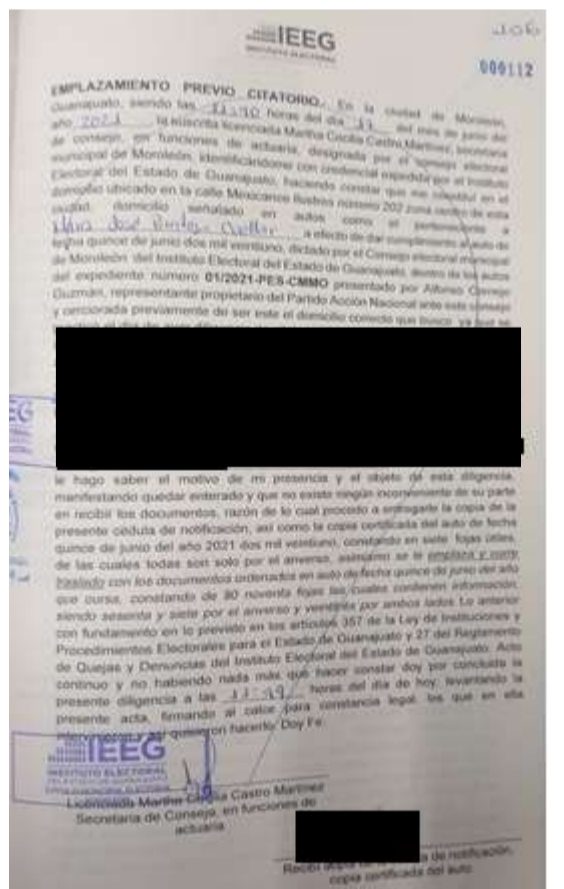 IEEG
INSTITUTO ELECTORAL
000112
EMPLAZAMIENTO PREVIO CITATORIO.- En la ciudad de Moroleón,
Guanajuato, siendo las horas del día 17 del mes de junio del
año 2021 la suscrita licenciada Martha Cecilia Castro Martínez, secretaria
de consejo, en funciones de actuaria, designada por el consejo electoral
municipal de Moroleón, identificándome con credencial expedida por el Instituto
Electoral del Estado de Guanajuato, haciendo constar que me constituí en el
domicilio ubicado en la calle Mexicanos Ilustres número 202 zona centro de esta
ciudad, domicilio señalado en autos como el perteneciente a
María José a efecto de dar cumplimiento al auto de
fecha quince de junio dos mil veintiuno, dictado por el Consejo electoral municipal
de Moroleón del Instituto Electoral del Estado de Guanajuato, dentro de los autos
del expediente número 01/2021-PES-CMMO presentado por Alfonso
Guzmán, representante propietario del Partido Acción Nacional ante este consejo
y cerciorada previamente de ser este el domicilio correcto que busco, ya que se
EG
le hago saber el motivo de mi presencia y el objeto de esta diligencia,
manifestando quedar enterado y que no existe ningún inconveniente de su parte
en recibir los documentos, razón de lo cual procedo a entregarle la copia de la
presente cédula de notificación, así como la copia certificada del auto de fecha
quince de junio del año 2021 dos mil veintiuno, constando en siete fojas útiles,
de las cuales todas son solo por el anverso, asimismo se le emplaza y corre
traslado con los documentos ordenados en auto de fecha quince de junio del año
que cursa, constando de 90 noventa fojas las cuales contienen información,
siendo sesenta y siete por el anverso y veintitrés por ambos lados. Lo anterior
con fundamento en lo previsto en los artículos 357 de la Ley de Instituciones y
Procedimientos Electorales para el Estado de Guanajuato y 27 del Reglamento
de Quejas y Denuncias del Instituto Electoral del Estado de Guanajuato. Acto
continuo y no habiendo nada más que hacer constar doy por concluida la
presente diligencia a las horas del día de hoy, levantando la
presente acta, firmando al calce para constancia legal, los que en ella
intervinieron y así quisieron hacerlo. Doy Fe.
IEEG
INSTITUTO ELECTORAL
Licenciada Martha Cecilia Castro Martínez
Secretaria de Consejo, en funciones de
actuaria
Recibí copia de notificación,
copia certificada del auto